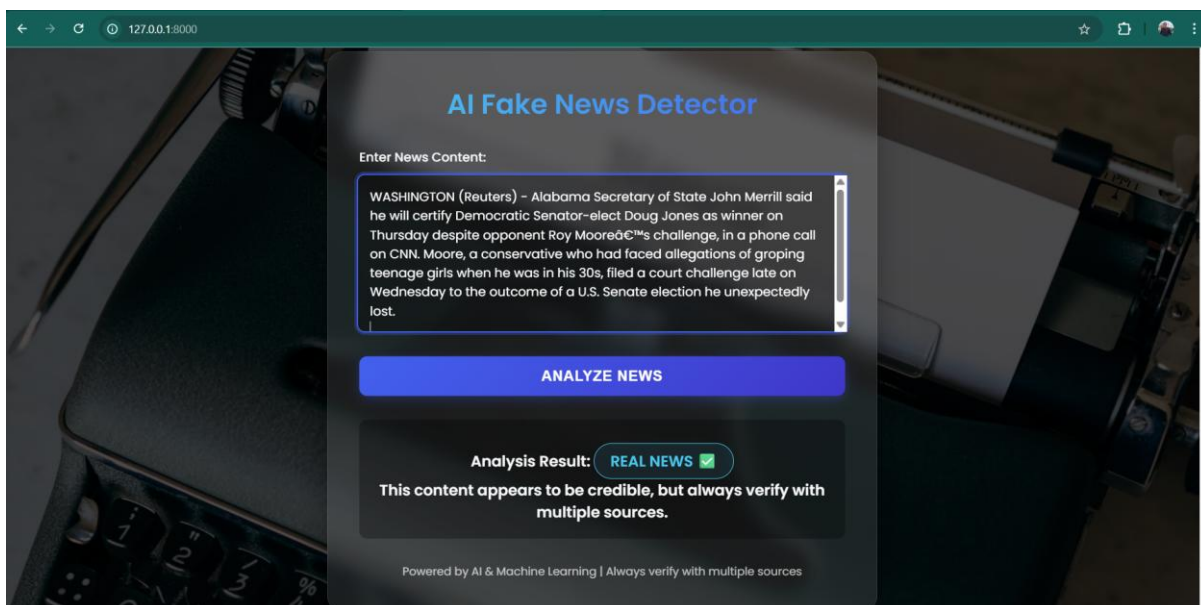 127.0.0.1:8000
AI Fake News Detector
Enter News Content:
WASHINGTON (Reuters) - Alabama Secretary of State John Merrill said
he will certify Democratic Senator-elect Doug Jones as winner on
Thursday despite opponent Roy Mooreâ€™s challenge, in a phone call
on CNN. Moore, a conservative who had faced allegations of groping
teenage girls when he was in his 30s, filed a court challenge late on
Wednesday to the outcome of a U.S. Senate election he unexpectedly
lost.
ANALYZE NEWS
Analysis Result: REAL NEWS ✅
This content appears to be credible, but always verify with
multiple sources.
Powered by AI & Machine Learning | Always verify with multiple sources